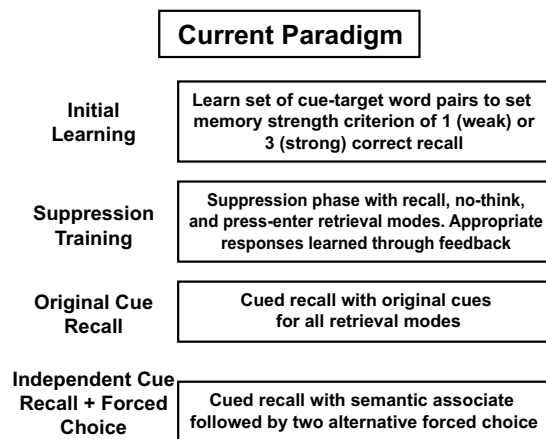 Current Paradigm
Initial
Learning
Learn set of cue-target word pairs to set
memory strength criterion of 1 (weak) or
3 (strong) correct recall
Suppression
Training
Suppression phase with recall, no-think,
and press-enter retrieval modes. Appropriate
responses learned through feedback
Original Cue
Recall
Cued recall with original cues
for all retrieval modes
Independent Cue
Recall + Forced
Choice
Cued recall with semantic associate
followed by two alternative forced choice